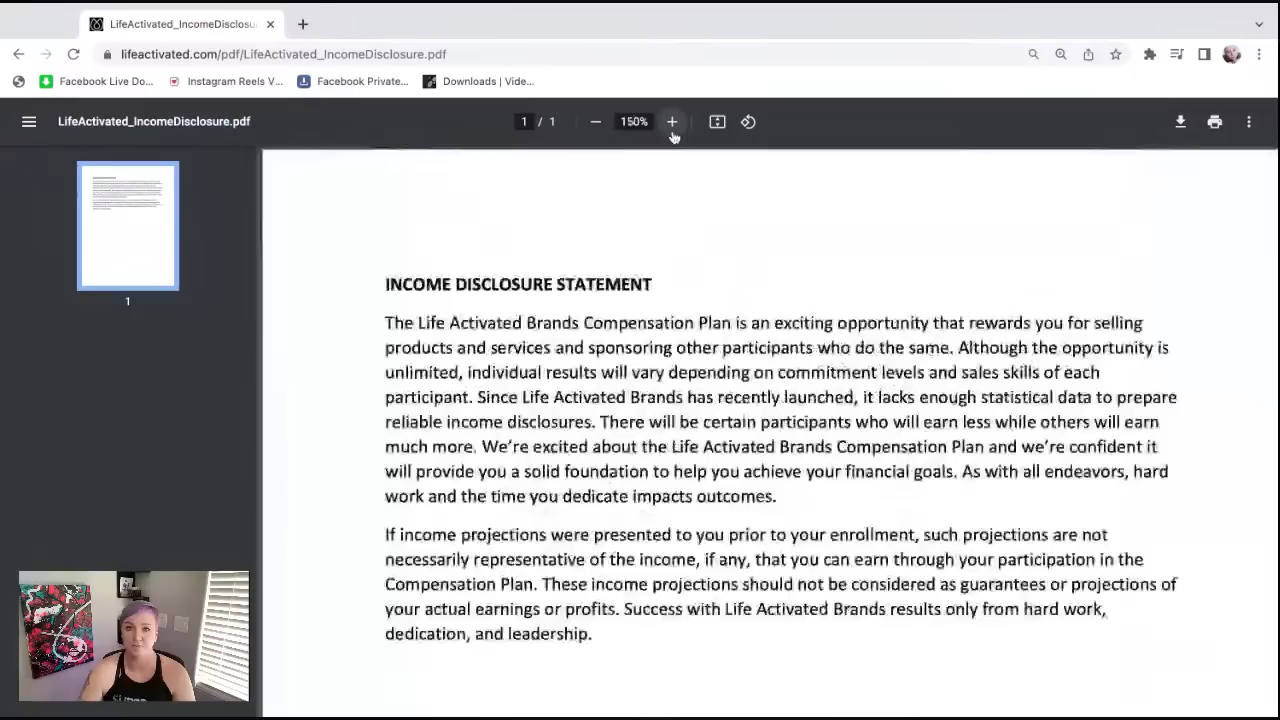 LifeActivated_IncomeDisclosu
lifeactivated.com/pdf/LifeActivated_IncomeDisclosure.pdf
Facebook Live Do...
Instagram Reels V...
Facebook Private...
Downloads | Vide...
LifeActivated_IncomeDisclosure.pdf
1 / 1
150%
1
INCOME DISCLOSURE STATEMENT
The Life Activated Brands Compensation Plan is an exciting opportunity that rewards you for selling
products and services and sponsoring other participants who do the same. Although the opportunity is
unlimited, individual results will vary depending on commitment levels and sales skills of each
participant. Since Life Activated Brands has recently launched, it lacks enough statistical data to prepare
reliable income disclosures. There will be certain participants who will earn less while others will earn
much more. We're excited about the Life Activated Brands Compensation Plan and we're confident it
will provide you a solid foundation to help you achieve your financial goals. As with all endeavors, hard
work and the time you dedicate impacts outcomes.
If income projections were presented to you prior to your enrollment, such projections are not
necessarily representative of the income, if any, that you can earn through your participation in the
Compensation Plan. These income projections should not be considered as guarantees or projections of
your actual earnings or profits. Success with Life Activated Brands results only from hard work,
dedication, and leadership.